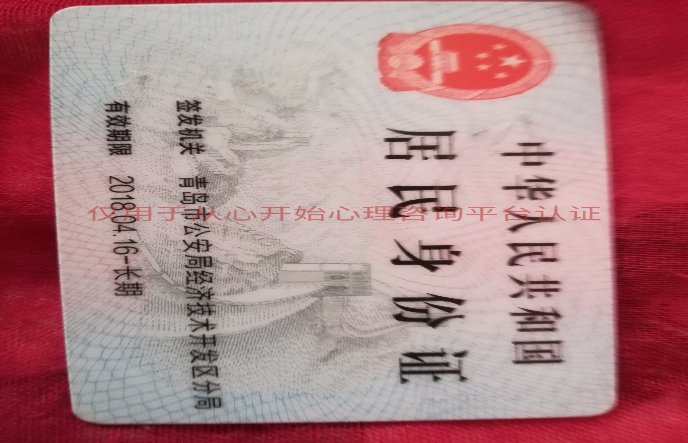 中华人民共和国
居民身份证
签发机关 青岛市公安局经济技术开发区分局
有效期限 2018.04.16-长期
仅用于从心开始心理咨询平台认证